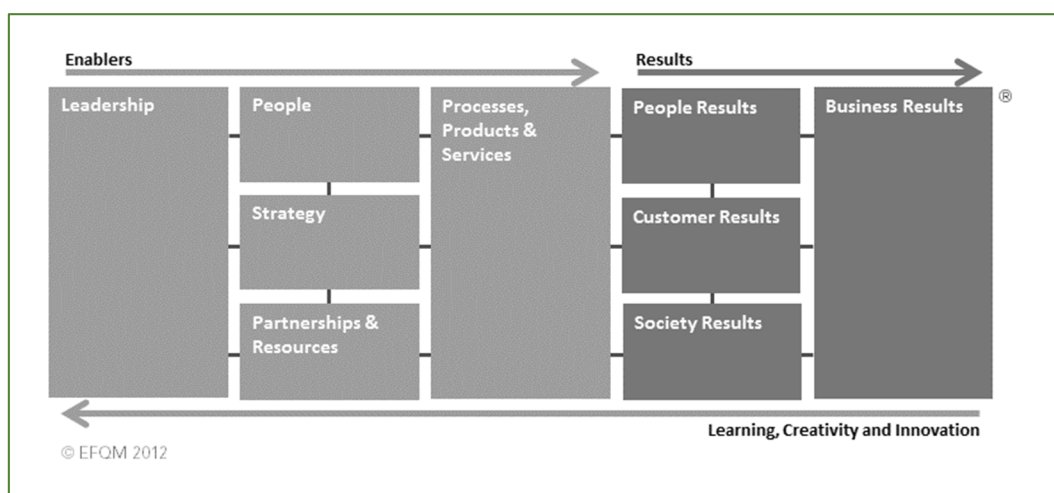 Enablers
Results
Leadership
People
Processes,
Products &
Services
People Results
Business Results
®
Strategy
Customer Results
Partnerships &
Resources
Society Results
Learning, Creativity and Innovation
© EFQM 2012